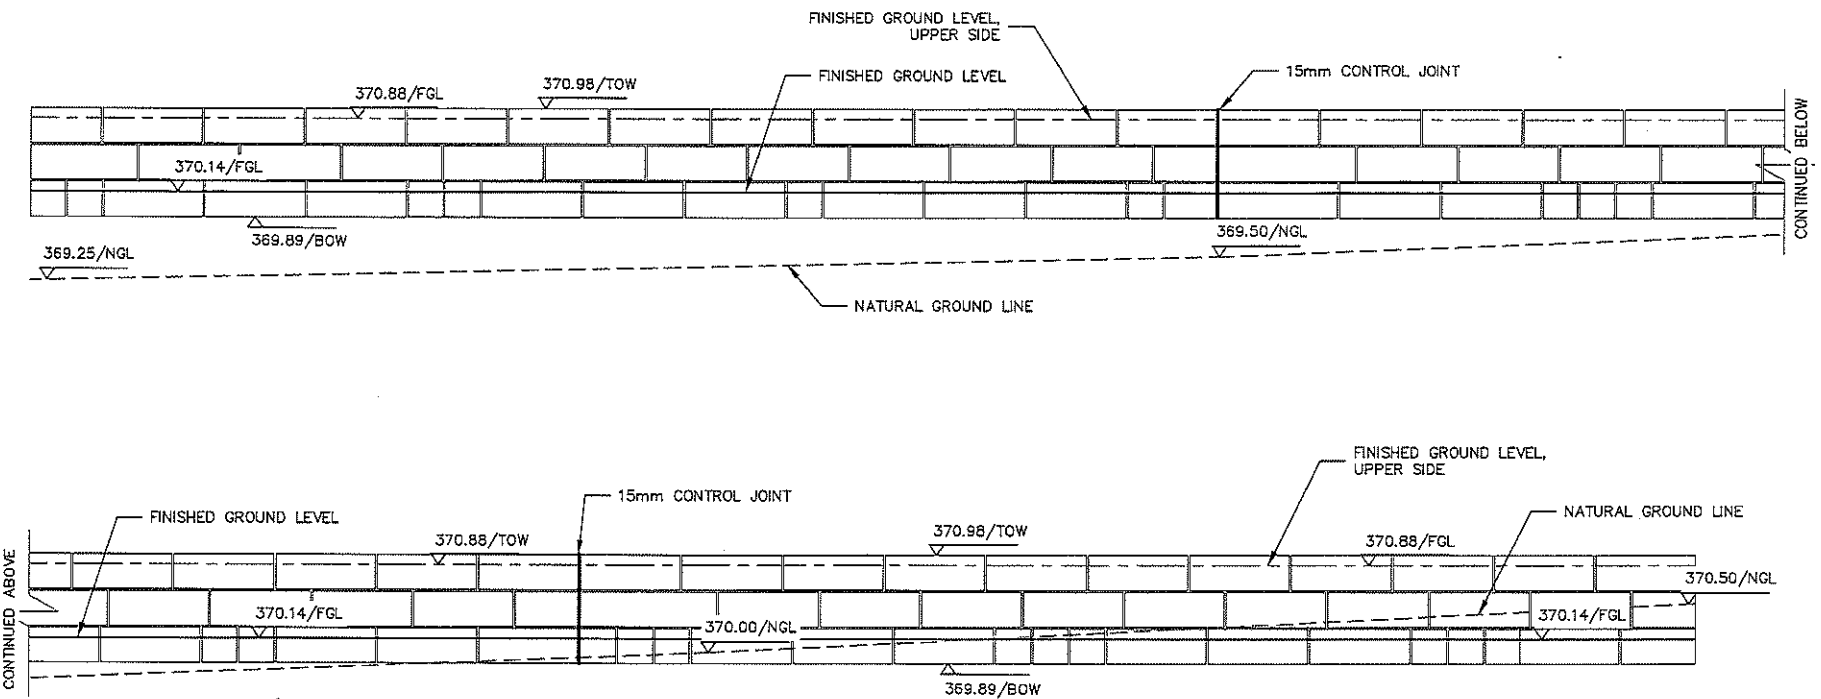 FINISHED GROUND LEVEL,
UPPER SIDE
FINISHED GROUND LEVEL
15mm CONTROL JOINT
370.88/FGL
370.98/TOW
370.14/FGL
369.89/BOW
369.25/NGL
369.50/NGL
NATURAL GROUND LINE
CONTINUED BELOW
FINISHED GROUND LEVEL,
UPPER SIDE
15mm CONTROL JOINT
FINISHED GROUND LEVEL
NATURAL GROUND LINE
370.88/TOW
370.98/TOW
370.88/FGL
370.50/NGL
370.14/FGL
370.00/NGL
370.14/FGL
369.89/BOW
CONTINUED ABOVE